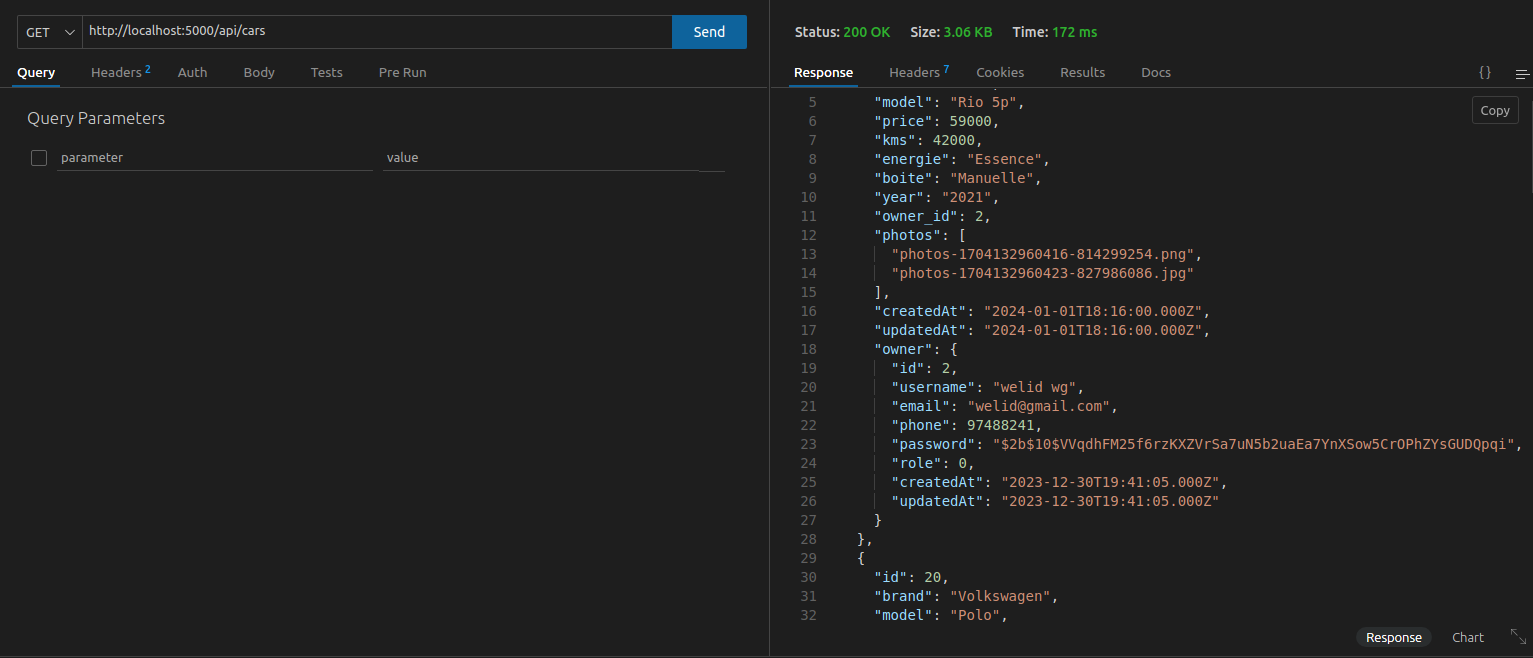 GET http://localhost:5000/api/cars Send
Query Headers 2 Auth Body Tests Pre Run
Query Parameters
parameter value
Status: 200 OK Size: 3.06 KB Time: 172 ms
Response Headers 7 Cookies Results Docs {}
Copy
5 "model": "Rio 5p",
6 "price": 59000,
7 "kms": 42000,
8 "energie": "Essence",
9 "boite": "Manuelle",
10 "year": "2021",
11 "owner_id": 2,
12 "photos": [
13 "photos-1704132960416-814299254.png",
14 "photos-1704132960423-827986086.jpg"
15 ],
16 "createdAt": "2024-01-01T18:16:00.000Z",
17 "updatedAt": "2024-01-01T18:16:00.000Z",
18 "owner": {
19 "id": 2,
20 "username": "welid wg",
21 "email": "welid@gmail.com",
22 "phone": 97488241,
23 "password": "$2b$10$VVqdhFM25f6rzKXZVrSa7uN5b2uaEa7YnXSow5CrOPhZYsGUDQpqi",
24 "role": 0,
25 "createdAt": "2023-12-30T19:41:05.000Z",
26 "updatedAt": "2023-12-30T19:41:05.000Z"
27 }
28 },
29 {
30 "id": 20,
31 "brand": "Volkswagen",
32 "model": "Polo",
Response Chart